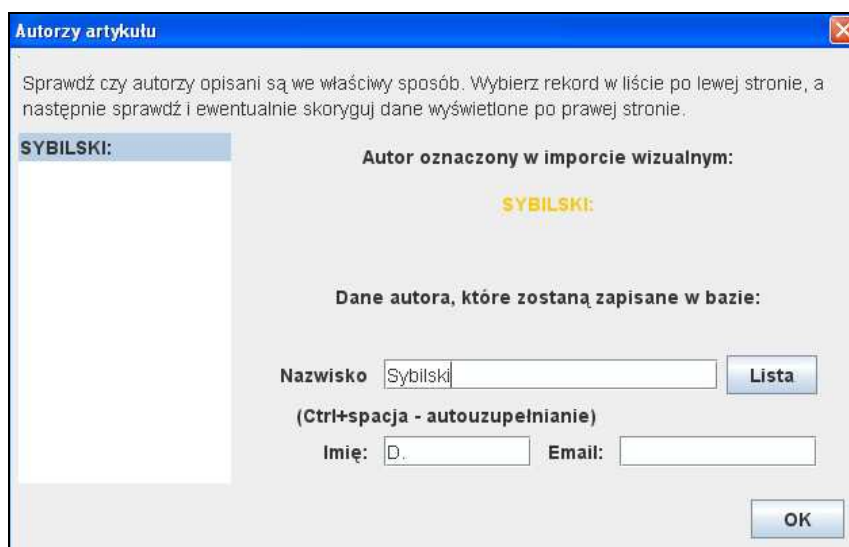 Autorzy artykułu
Sprawdź czy autorzy opisani są we właściwy sposób. Wybierz rekord w liście po lewej stronie, a
następnie sprawdź i ewentualnie skoryguj dane wyświetlone po prawej stronie.
SYBILSKI:
Autor oznaczony w imporcie wizualnym:
SYBILSKI:
Dane autora, które zostaną zapisane w bazie:
Nazwisko Sybilski Lista
(Ctrl+spacja - autouzupełnianie)
Imię: D. Email:
OK